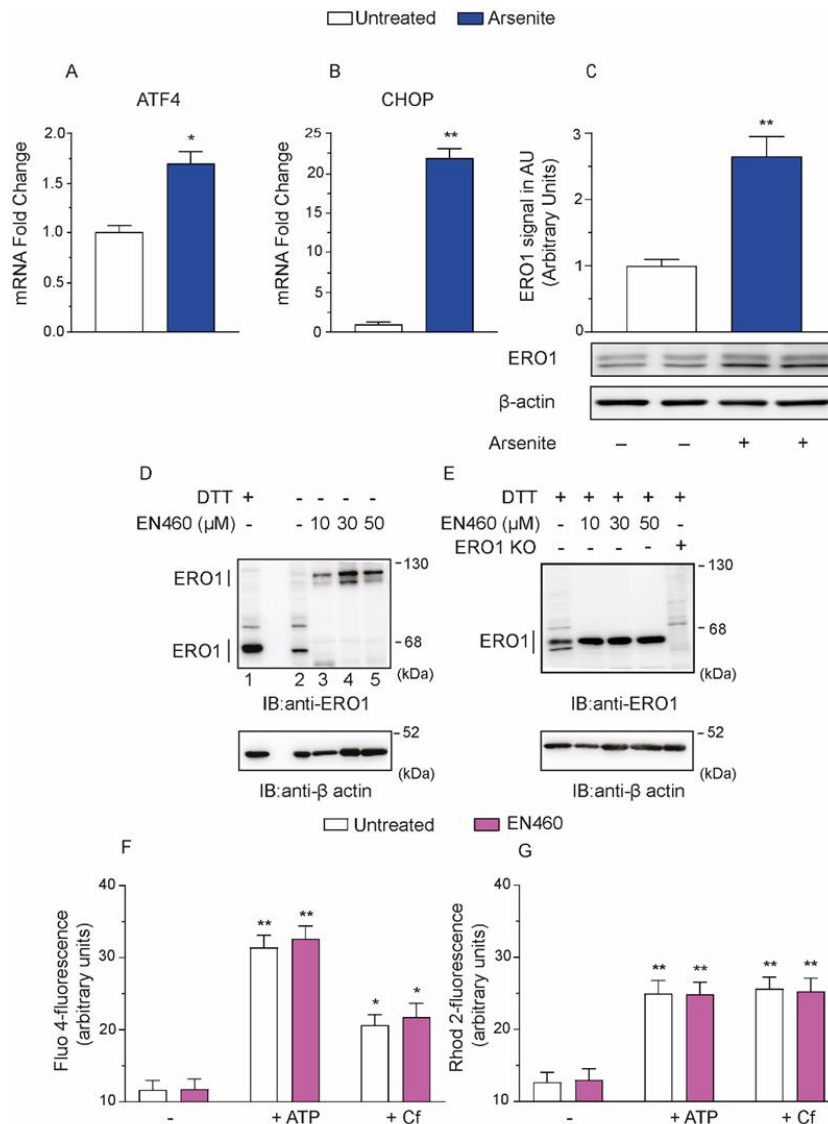 Untreated Arsenite
A
ATF4
mRNA Fold Change
2.0
1.5
1.0
0.5
0.0
*
B
CHOP
mRNA Fold Change
25
20
15
10
5
0
**
C
ERO1 signal in AU
(Arbitrary Units)
3
2
1
0
**
ERO1
β-actin
Arsenite – – + +
D
DTT + - - - -
EN460 (µM) - - 10 30 50
ERO1
ERO1
- 130
- 68
(kDa)
1 2 3 4 5
IB:anti-ERO1
- 52
(kDa)
IB:anti-β actin
E
DTT + + + + +
EN460 (µM) - 10 30 50 -
ERO1 KO - - - - +
- 130
ERO1
- 68
(kDa)
IB:anti-ERO1
- 52
(kDa)
IB:anti-β actin
Untreated EN460
F
Fluo 4-fluorescence
(arbitrary units)
40
30
20
10
** ** * *
- + ATP + Cf
G
Rhod 2-fluorescence
(arbitrary units)
40
30
20
10
** ** ** **
- + ATP + Cf